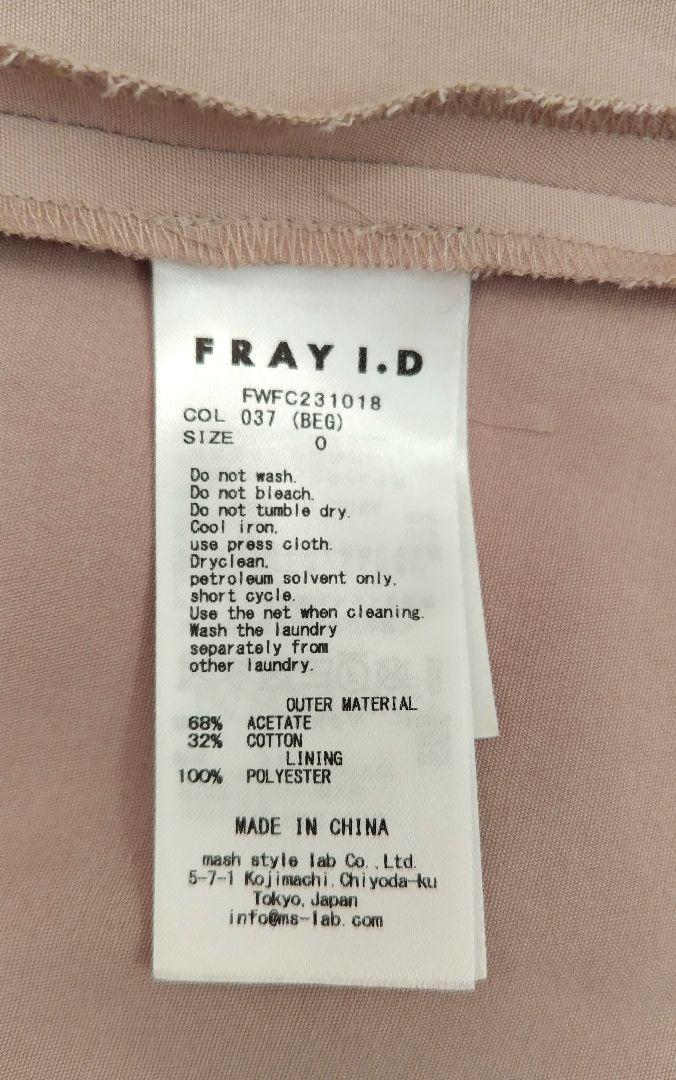 FRAY I.D
FWFC231018
COL 037 (BEG)
SIZE 0
Do not wash.
Do not bleach.
Do not tumble dry.
Cool iron,
use press cloth.
Dryclean,
petroleum solvent only,
short cycle.
Use the net when cleaning.
Wash the laundry
separately from
other laundry.
OUTER MATERIAL
68% ACETATE
32% COTTON
LINING
100% POLYESTER
MADE IN CHINA
mash style lab Co.,Ltd.
5-7-1 Kojimachi,Chiyoda-ku
Tokyo,Japan
info@ms-lab.com